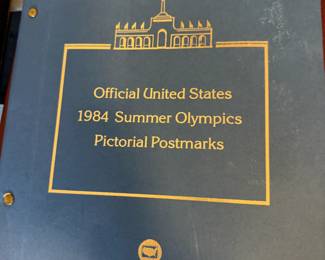 Official United States
1984 Summer Olympics
Pictorial Postmarks